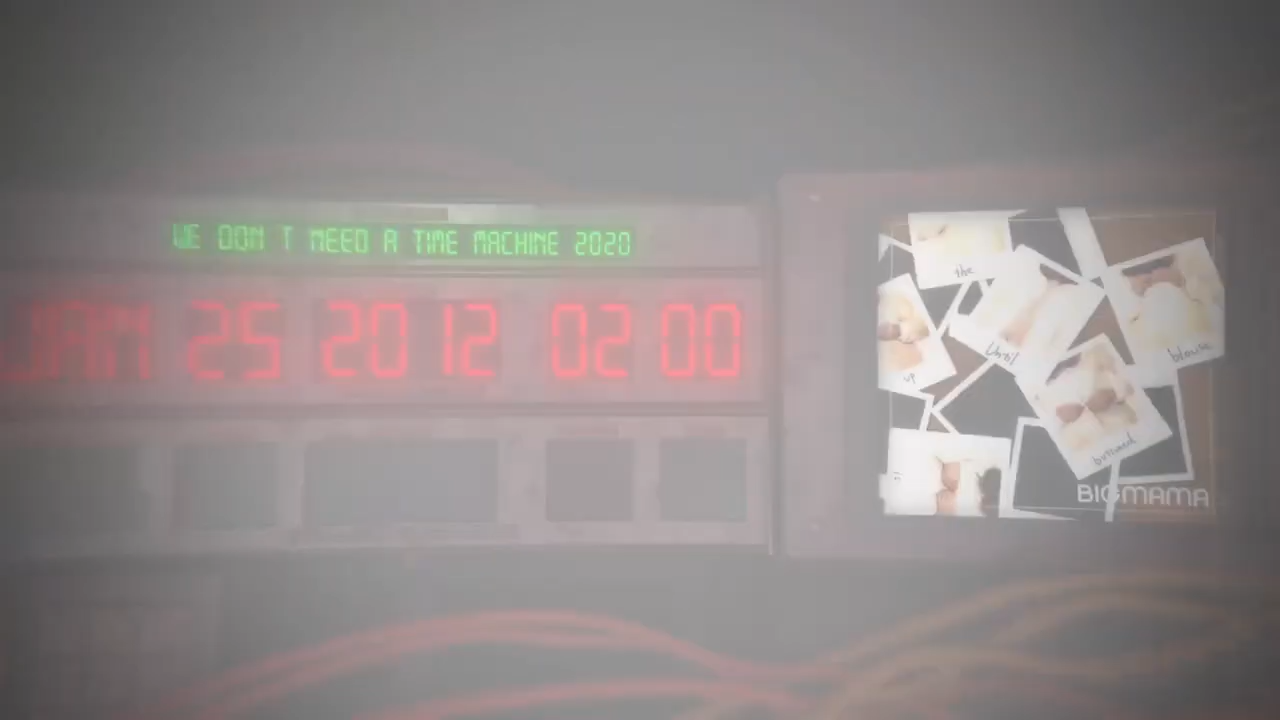 WE DON T NEED A TIME MACHINE 2020
JAN 25 2012 02 00
the
Until
blouse
up
buttoned
BIGMAMA